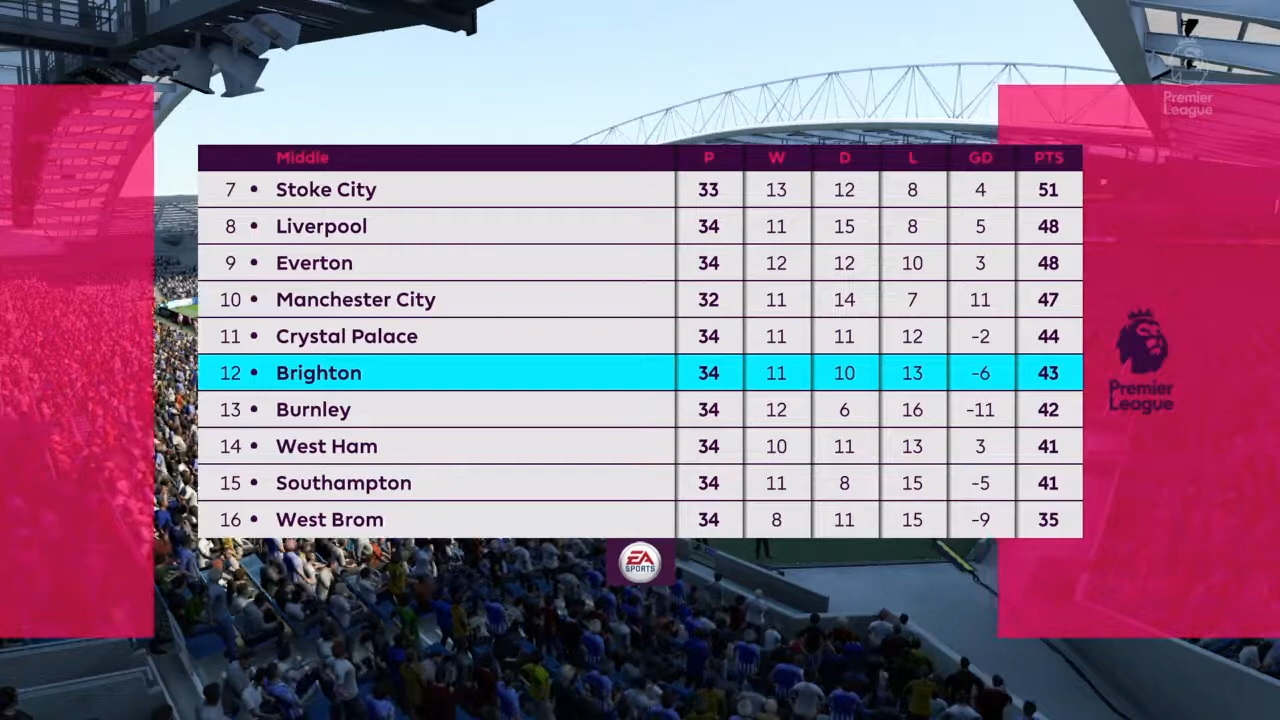 Premier
League
Middle P W D L GD PTS
7 • Stoke City 33 13 12 8 4 51
8 • Liverpool 34 11 15 8 5 48
9 • Everton 34 12 12 10 3 48
10 • Manchester City 32 11 14 7 11 47
11 • Crystal Palace 34 11 11 12 -2 44
12 • Brighton 34 11 10 13 -6 43
13 • Burnley 34 12 6 16 -11 42
14 • West Ham 34 10 11 13 3 41
15 • Southampton 34 11 8 15 -5 41
16 • West Brom 34 8 11 15 -9 35
Premier
League
EA
SPORTS